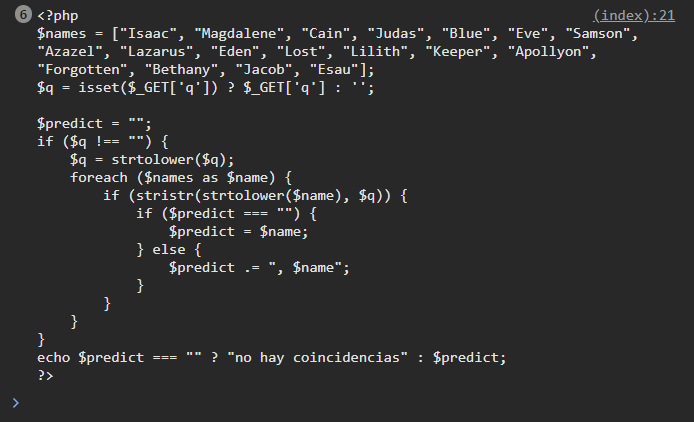 6 <?php (index):21
$names = ["Isaac", "Magdalene", "Cain", "Judas", "Blue", "Eve", "Samson",
"Azazel", "Lazarus", "Eden", "Lost", "Lilith", "Keeper", "Apollyon",
"Forgotten", "Bethany", "Jacob", "Esau"];
$q = isset($_GET['q']) ? $_GET['q'] : '';

$predict = "";
if ($q !== "") {
    $q = strtolower($q);
    foreach ($names as $name) {
        if (stristr(strtolower($name), $q)) {
            if ($predict === "") {
                $predict = $name;
            } else {
                $predict .= ", $name";
            }
        }
    }
}
echo $predict === "" ? "no hay coincidencias" : $predict;
?>
>